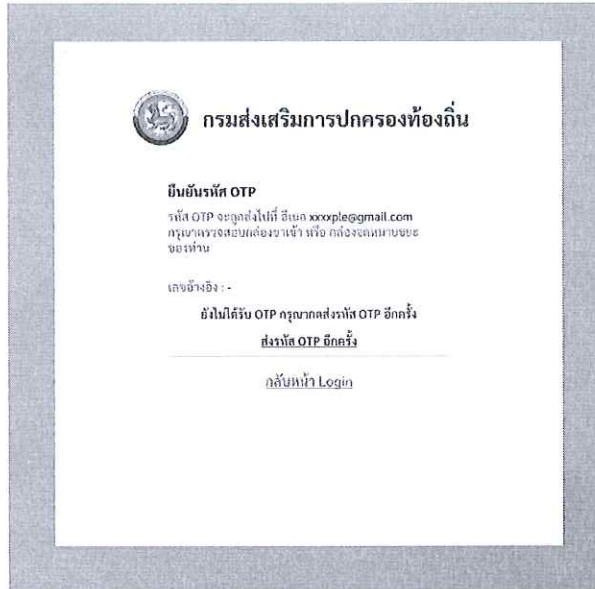 กรมส่งเสริมการปกครองท้องถิ่น
ยืนยันรหัส OTP
รหัส OTP จะถูกส่งไปที่ อีเมล xxxxple@gmail.com
กรุณาตรวจสอบกล่องขาเข้า หรือ กล่องจดหมายขยะ
ของท่าน
เลขอ้างอิง : -
ยังไม่ได้รับ OTP กรุณากดส่งรหัส OTP อีกครั้ง
ส่งรหัส OTP อีกครั้ง
กลับหน้า Login